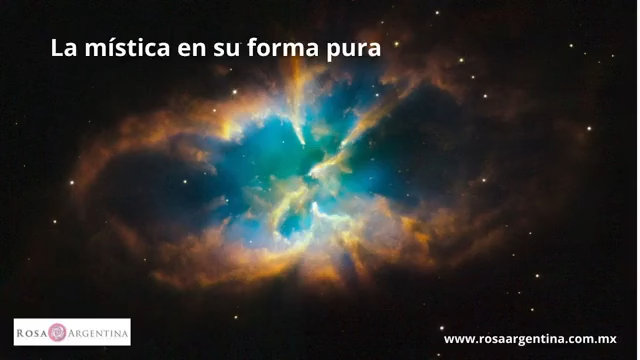 La mística en su forma pura
ROSA ARGENTINA
www.rosaargentina.com.mx